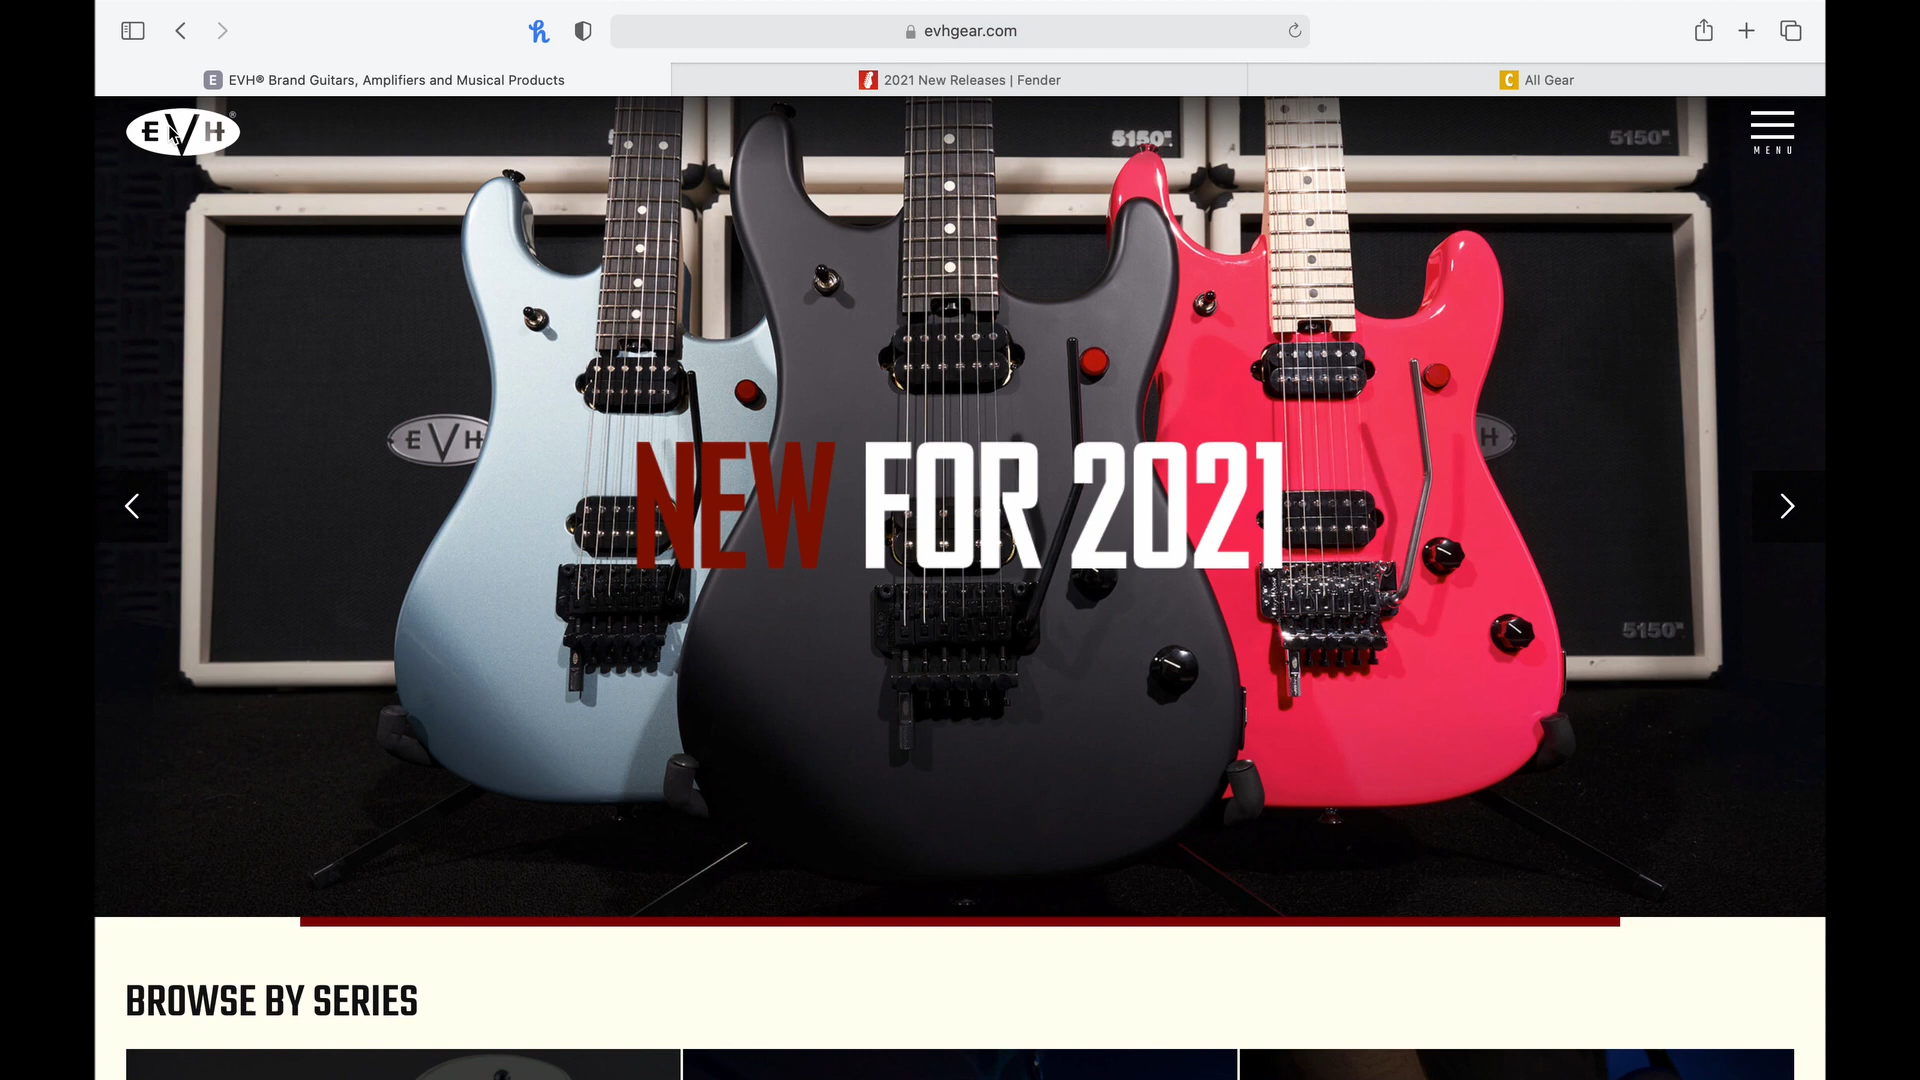 evhgear.com
E EVH® Brand Guitars, Amplifiers and Musical Products
2021 New Releases | Fender
C All Gear
EVH®
5150
5150
MENU
EVH
H
NEW FOR 2021
5150
BROWSE BY SERIES